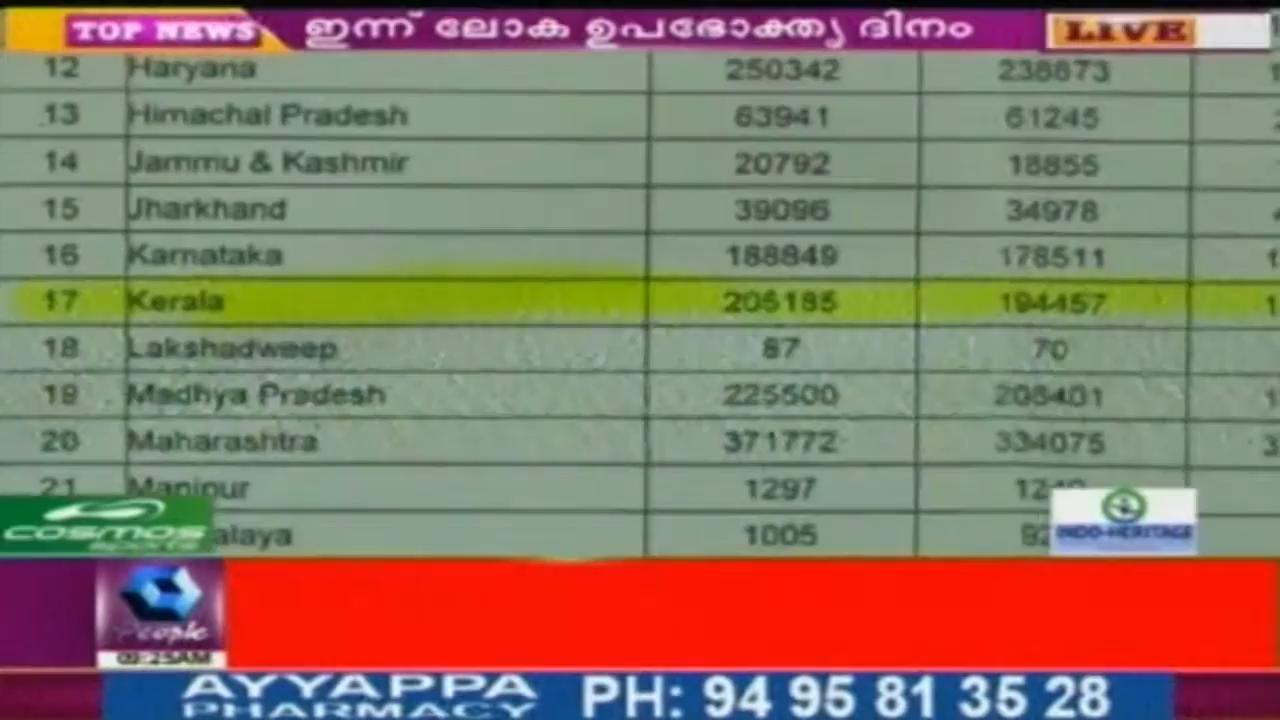 TOP NEWS ഇന്ന് ലോക ഉപഭോക്തൃ ദിനം LIVE
12 Haryana 250342 238873
13 Himachal Pradesh 63941 61245
14 Jammu & Kashmir 20792 18855
15 Jharkhand 39096 34978
16 Karnataka 188849 178511
17 Kerala 205185 194457
18 Lakshadweep 87 70
19 Madhya Pradesh 225500 208401
20 Maharashtra 371772 334075
21 Manipur 1297
COSMOS sports alaya 1005 INDO-HERITAGE
People
AYYAPPA PHARMACY PH: 94 95 81 35 28